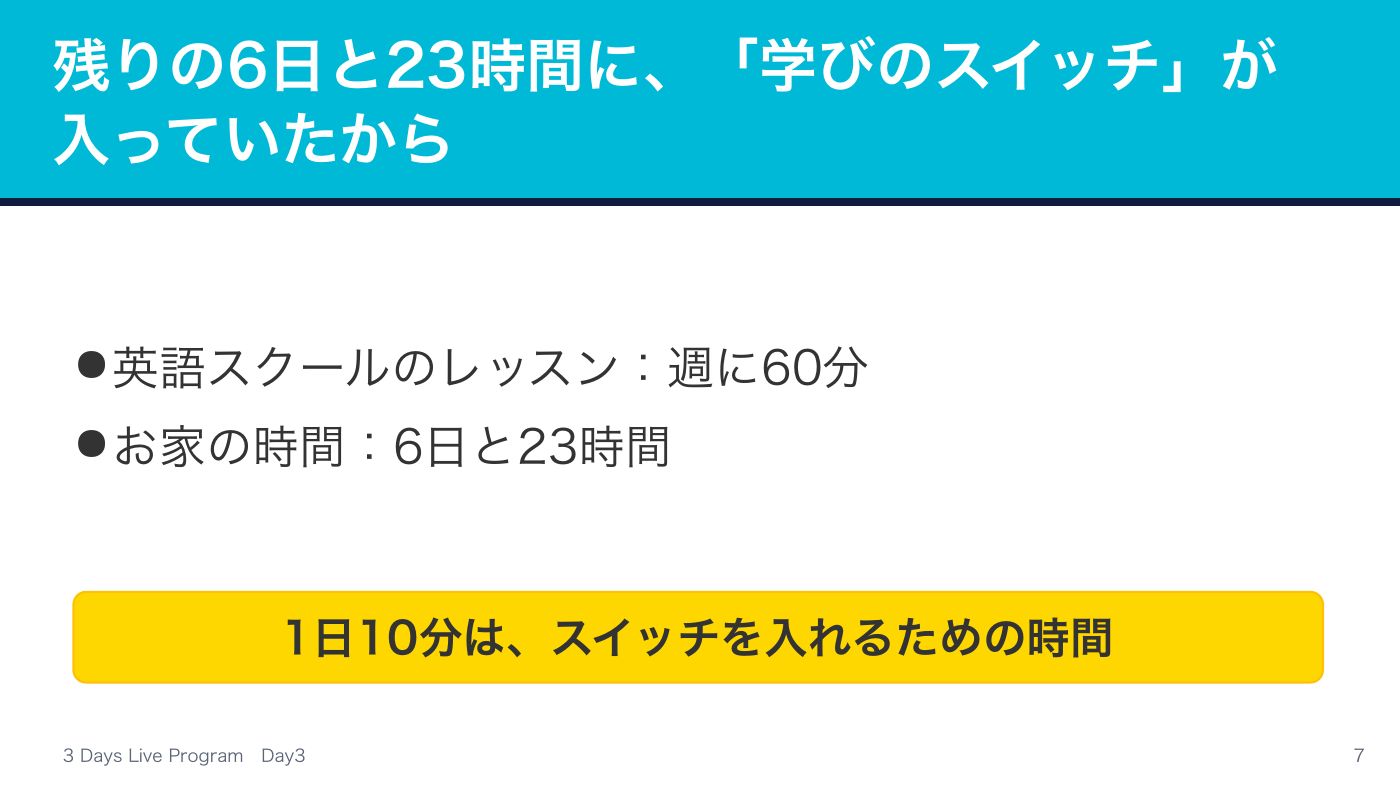 残りの6日と23時間に、「学びのスイッチ」が
入っていたから
●英語スクールのレッスン：週に60分
●お家の時間：6日と23時間
1日10分は、スイッチを入れるための時間
3 Days Live Program　Day3
7